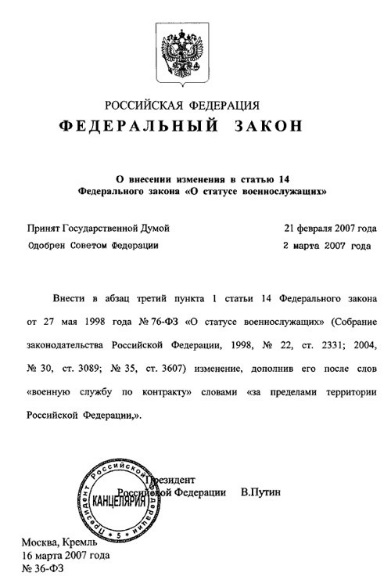 РОССИЙСКАЯ ФЕДЕРАЦИЯ
ФЕДЕРАЛЬНЫЙ ЗАКОН
О внесении изменения в статью 14
Федерального закона «О статусе военнослужащих»
Принят Государственной Думой 21 февраля 2007 года
Одобрен Советом Федерации 2 марта 2007 года
Внести в абзац третий пункта 1 статьи 14 Федерального закона
от 27 мая 1998 года № 76-ФЗ «О статусе военнослужащих» (Собрание
законодательства Российской Федерации, 1998, № 22, ст. 2331; 2004,
№ 30, ст. 3089; № 35, ст. 3607) изменение, дополнив его после слов
«военную службу по контракту» словами «за пределами территории
Российской Федерации,».
Президент
Российской Федерации В.Путин
Президент Российской Федерации
КАНЦЕЛЯРИЯ
5
Москва, Кремль
16 марта 2007 года
№ 36-ФЗ